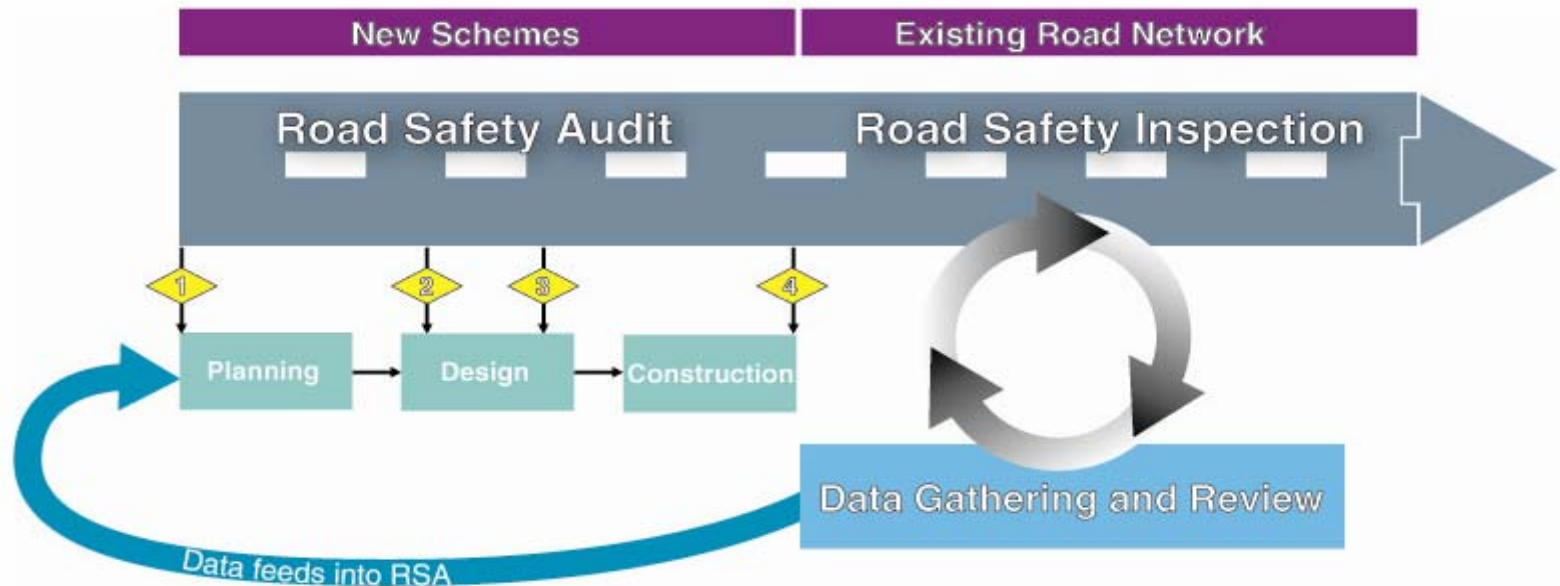 New Schemes
Existing Road Network
Road Safety Audit
Road Safety Inspection
1
2
3
4
Planning
Design
Construction
Data Gathering and Review
Data feeds into RSA